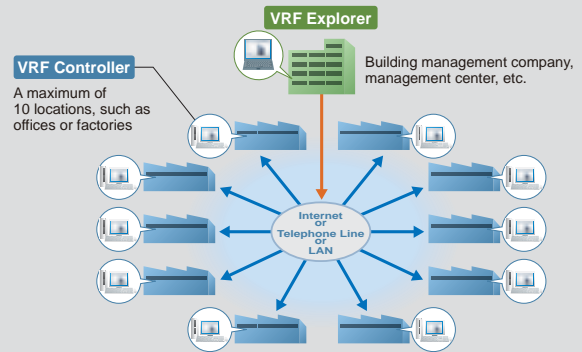 VRF Explorer
Building management company,
management center, etc.
VRF Controller
A maximum of
10 locations, such as
offices or factories
Internet
or
Telephone Line
or
LAN